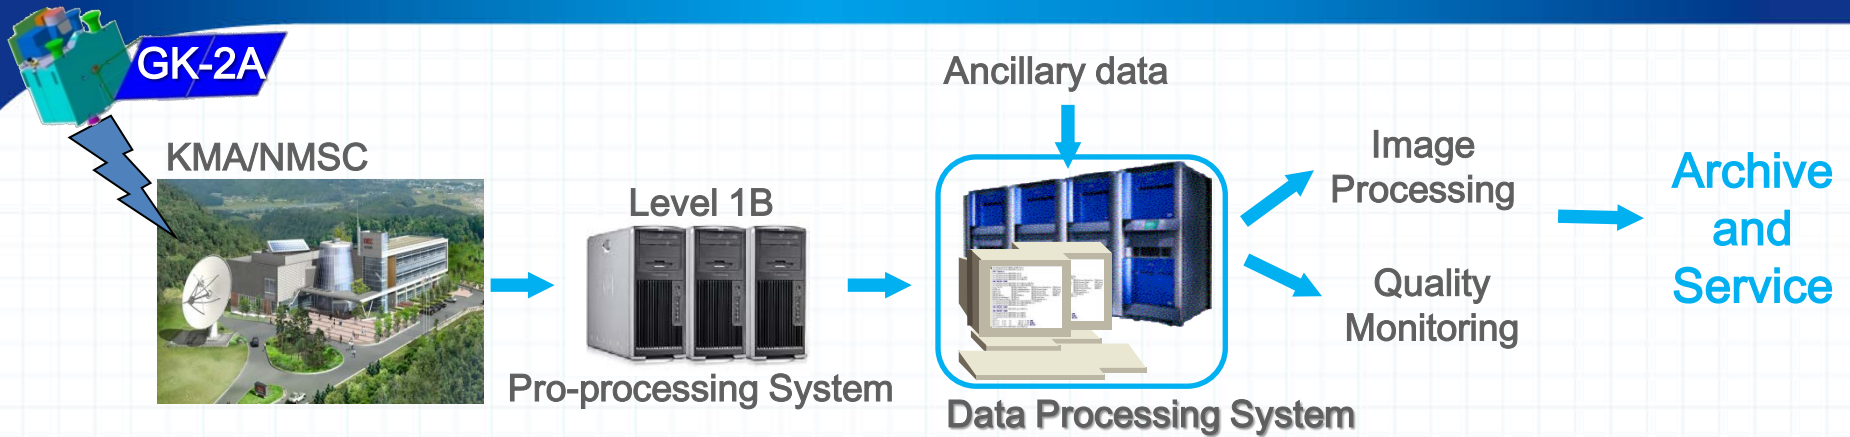 GK-2A
KMA/NMSC
Level 1B
Pro-processing System
Ancillary data
Data Processing System
Image
Processing
Quality
Monitoring
Archive
and
Service